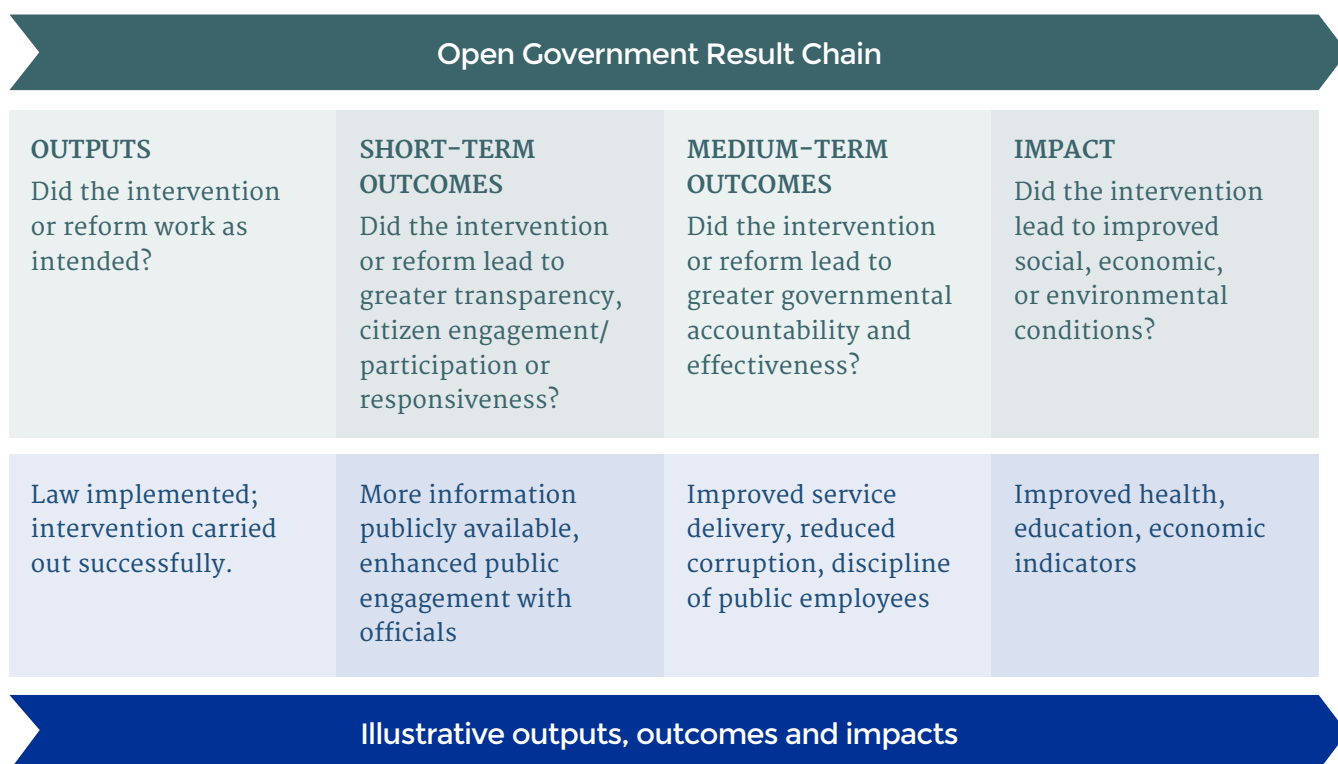 Open Government Result Chain
OUTPUTS
Did the intervention
or reform work as
intended?
SHORT-TERM
OUTCOMES
Did the intervention
or reform lead to
greater transparency,
citizen engagement/
participation or
responsiveness?
MEDIUM-TERM
OUTCOMES
Did the intervention
or reform lead to
greater governmental
accountability and
effectiveness?
IMPACT
Did the intervention
lead to improved
social, economic,
or environmental
conditions?
Law implemented;
intervention carried
out successfully.
More information
publicly available,
enhanced public
engagement with
officials
Improved service
delivery, reduced
corruption, discipline
of public employees
Improved health,
education, economic
indicators
Illustrative outputs, outcomes and impacts